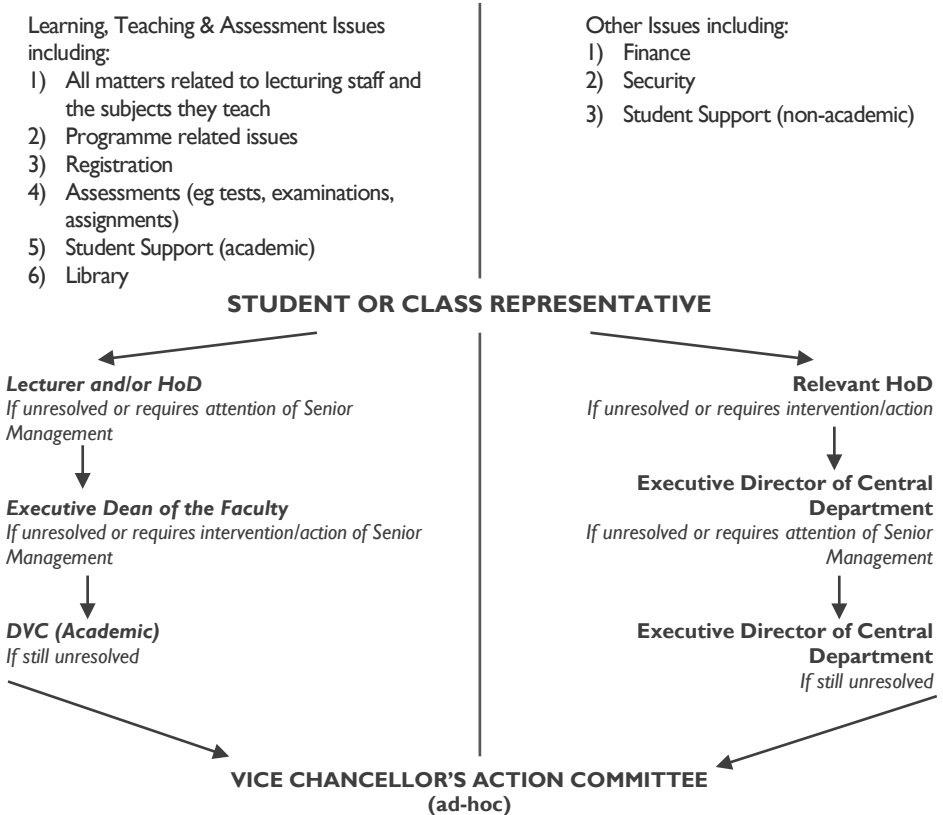 Learning, Teaching & Assessment Issues
including:
1) All matters related to lecturing staff and
the subjects they teach
2) Programme related issues
3) Registration
4) Assessments (eg tests, examinations,
assignments)
5) Student Support (academic)
6) Library
Other Issues including:
1) Finance
2) Security
3) Student Support (non-academic)
STUDENT OR CLASS REPRESENTATIVE
Lecturer and/or HoD
If unresolved or requires attention of Senior
Management
Executive Dean of the Faculty
If unresolved or requires intervention/action of Senior
Management
DVC (Academic)
If still unresolved
Relevant HoD
If unresolved or requires intervention/action
Executive Director of Central
Department
If unresolved or requires attention of Senior
Management
Executive Director of Central
Department
If still unresolved
VICE CHANCELLOR'S ACTION COMMITTEE
(ad-hoc)